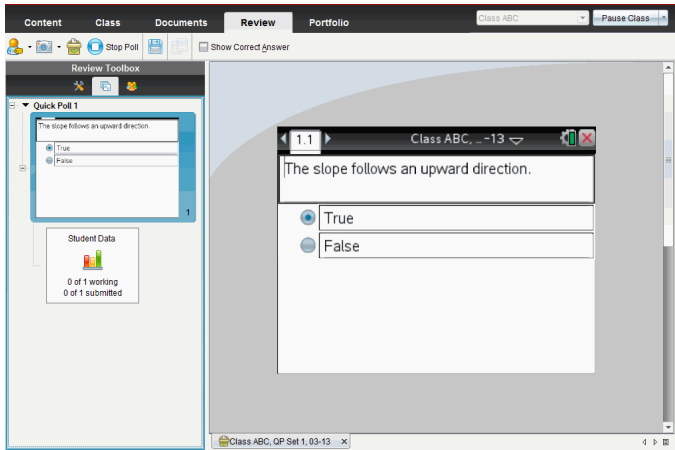 Content Class Documents Review Portfolio Class ABC Pause Class
Stop Poll Show Correct Answer
Review Toolbox
Quick Poll 1
The slope follows an upward direction.
True
False
1
Student Data
0 of 1 working
0 of 1 submitted
1.1 Class ABC, ...-13
The slope follows an upward direction.
True
False
Class ABC, QP Set 1, 03-13